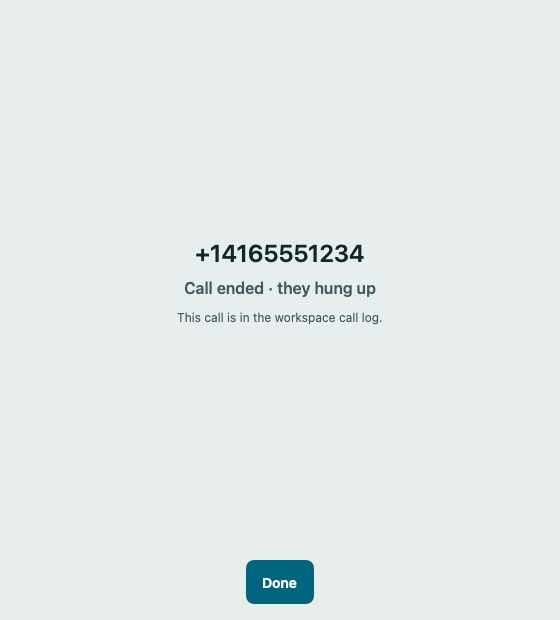 +14165551234
Call ended · they hung up
This call is in the workspace call log.
Done